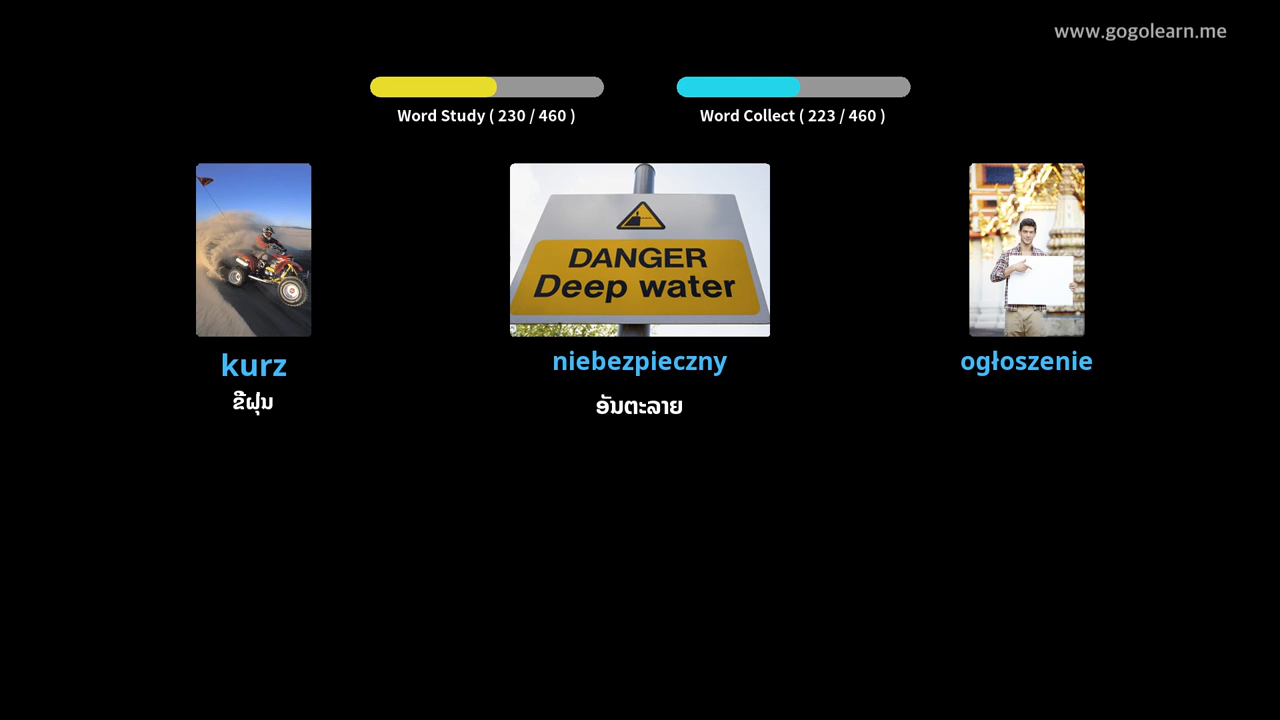 www.gogolearn.me
Word Study ( 230 / 460 )
Word Collect ( 223 / 460 )
DANGER
Deep water
kurz
niebezpieczny
ogłoszenie
ຂີ້ຝຸ່ນ
ອັນຕະລາຍ